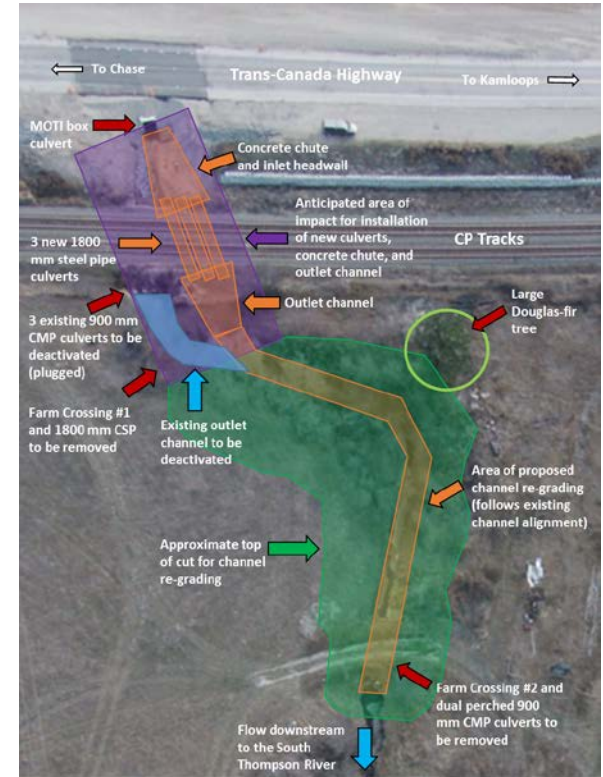 To Chase
Trans-Canada Highway
To Kamloops
MOTI box
culvert
Concrete chute
and inlet headwall
Anticipated area of
impact for installation
of new culverts,
concrete chute, and
outlet channel
CP Tracks
3 new 1800
mm steel pipe
culverts
Outlet channel
Large
Douglas-fir
tree
3 existing 900 mm
CMP culverts to be
deactivated
(plugged)
Farm Crossing #1
and 1800 mm CSP
to be removed
Existing outlet
channel to be
deactivated
Area of proposed
channel re-grading
(follows existing
channel alignment)
Approximate top
of cut for channel
re-grading
Farm Crossing #2 and
dual perched 900
mm CMP culverts to
be removed
Flow downstream
to the South
Thompson River